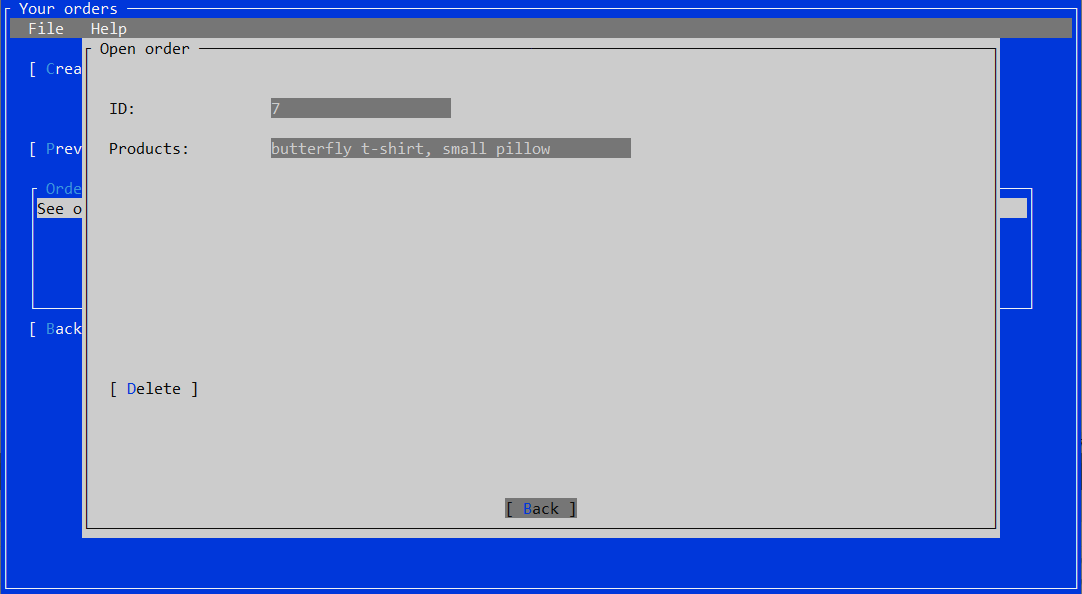 Your orders
File Help
Open order
[ Crea
ID: 7
[ Prev
Products: butterfly t-shirt, small pillow
Orde
See o
[ Back
[ Delete ]
[ Back ]